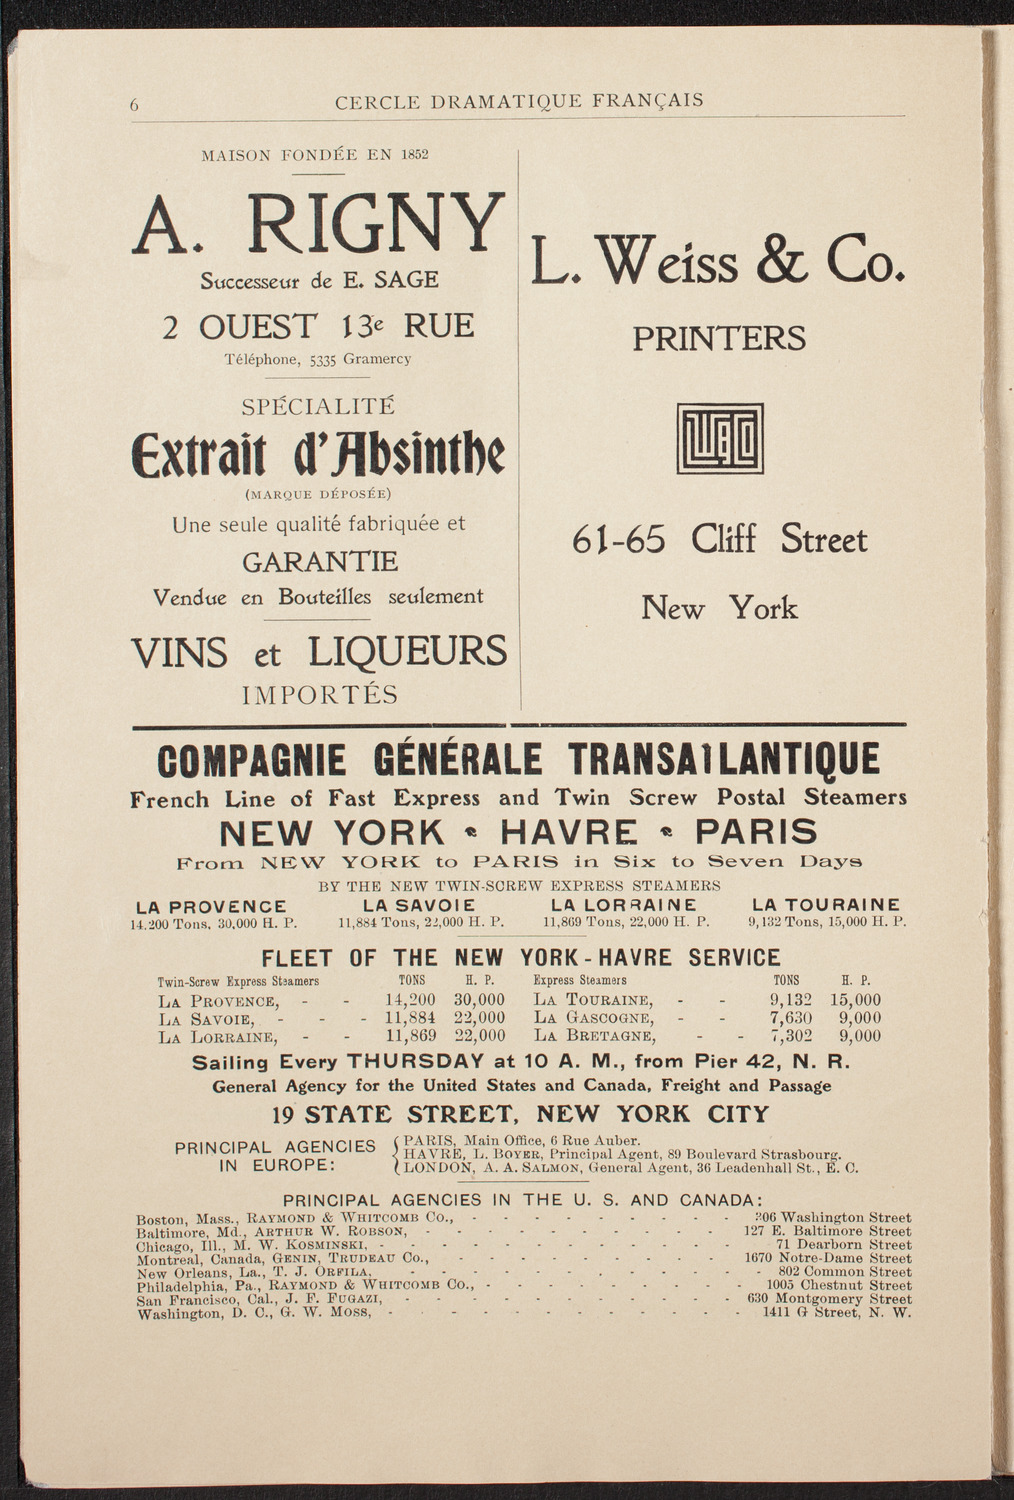 6
CERCLE DRAMATIQUE FRANÇAIS
MAISON FONDÉE EN 1852
A. RIGNY
Successeur de E. SAGE
2 OUEST 13e RUE
Téléphone, 5335 Gramercy
SPÉCIALITÉ
Extrait d'Absinthe
(MARQUE DÉPOSÉE)
Une seule qualité fabriquée et
GARANTIE
Vendue en Bouteilles seulement
VINS et LIQUEURS
IMPORTÉS
L. Weiss & Co.
PRINTERS
61-65 Cliff Street
New York
COMPAGNIE GÉNÉRALE TRANSATLANTIQUE
French Line of Fast Express and Twin Screw Postal Steamers
NEW YORK HAVRE PARIS
From NEW YORK to PARIS in Six to Seven Days
BY THE NEW TWIN-SCREW EXPRESS STEAMERS
LA PROVENCE LA SAVOIE LA LORRAINE LA TOURAINE
14.200 Tons, 30,000 H. P. 11,884 Tons, 22,000 H. P. 11,869 Tons, 22,000 H. P. 9,132 Tons, 15,000 H. P.
FLEET OF THE NEW YORK-HAVRE SERVICE
Twin-Screw Express Steamers TONS H. P. Express Steamers TONS H. P.
LA PROVENCE, - - 14,200 30,000 LA TOURAINE, - - 9,132 15,000
LA SAVOIE, - - - 11,884 22,000 LA GASCOGNE, - - 7,630 9,000
LA LORRAINE, - - 11,869 22,000 LA BRETAGNE, - - 7,302 9,000
Sailing Every THURSDAY at 10 A. M., from Pier 42, N. R.
General Agency for the United States and Canada, Freight and Passage
19 STATE STREET, NEW YORK CITY
PRINCIPAL AGENCIES IN EUROPE:
PARIS, Main Office, 6 Rue Auber.
HAVRE, L. BOYER, Principal Agent, 89 Boulevard Strasbourg.
LONDON, A. A. SALMON, General Agent, 36 Leadenhall St., E. C.
PRINCIPAL AGENCIES IN THE U. S. AND CANADA:
Boston, Mass., RAYMOND & WHITCOMB CO., - - - - - - - - - 306 Washington Street
Baltimore, Md., ARTHUR W. ROBSON, - - - - - - - - - - 127 E. Baltimore Street
Chicago, Ill., M. W. KOSMINSKI, - - - - - - - - - - - 71 Dearborn Street
Montreal, Canada, GENIN, TRUDEAU CO., - - - - - - - - - 1670 Notre-Dame Street
New Orleans, La., T. J. ORFILA, - - - - - - - - - - 802 Common Street
Philadelphia, Pa., RAYMOND & WHITCOMB CO., - - - - - - - - - 1005 Chestnut Street
San Francisco, Cal., J. F. FUGAZI, - - - - - - - - - - 630 Montgomery Street
Washington, D. C., G. W. MOSS, - - - - - - - - - - - 1411 G Street, N. W.